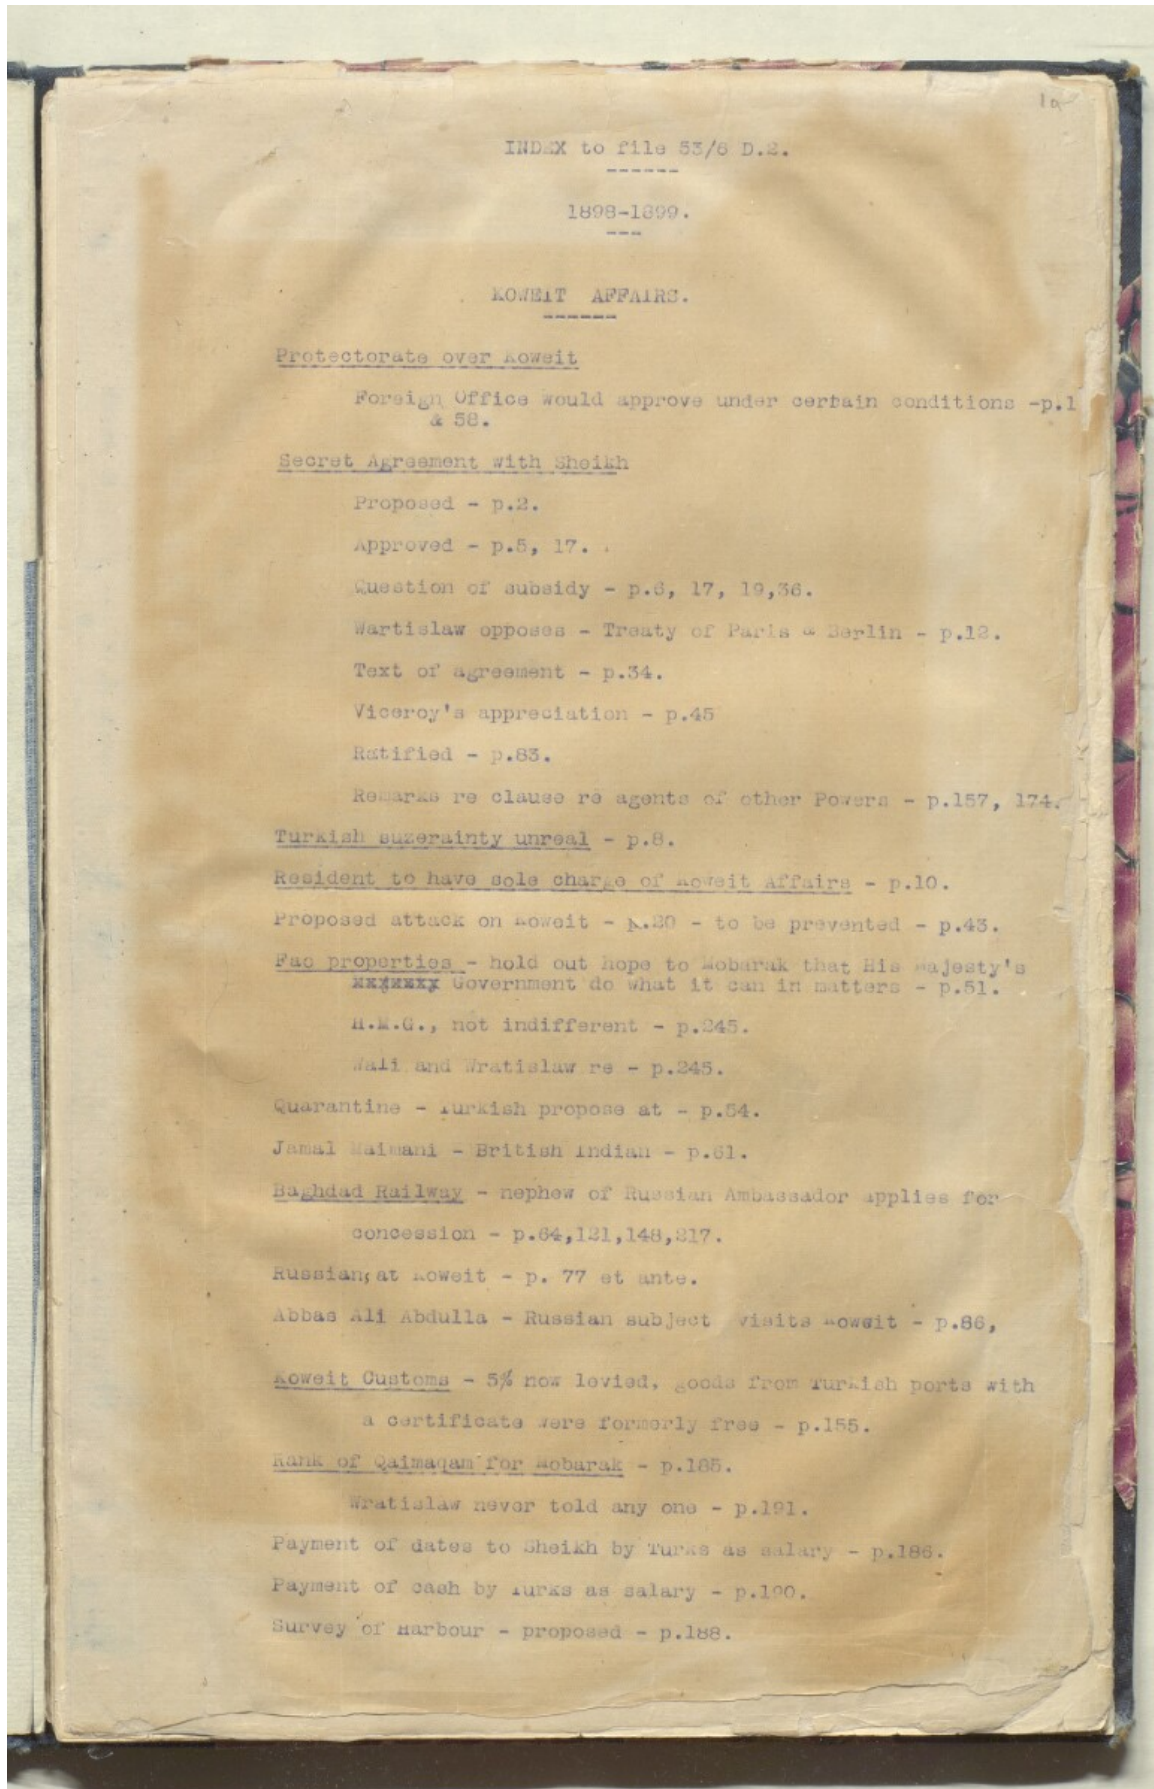 1a
INDEX to file 53/6 D.2.
1898-1899.
KOWEIT AFFAIRS.
Protectorate over Koweit
Foreign Office would approve under certain conditions -p.1
& 58.
Secret Agreement with Sheikh
Proposed - p.2.
Approved - p.5, 17.
Question of subsidy - p.6, 17, 19,36.
Wartislaw opposes - Treaty of Paris & Berlin - p.12.
Text of agreement - p.34.
Viceroy's appreciation - p.45
Ratified - p.83.
Remarks re clause re agents of other Powers - p.157, 174.
Turkish suzerainty unreal - p.8.
Resident to have sole charge of Koweit Affairs - p.10.
Proposed attack on Koweit - p.20 - to be prevented - p.43.
Fao properties - hold out hope to Mobarak that His Majesty's
Government do what it can in matters - p.51.
H.M.G., not indifferent - p.245.
Wali and Wratislaw re - p.245.
Quarantine - Turkish propose at - p.54.
Jamal Maimani - British Indian - p.61.
Baghdad Railway - nephew of Russian Ambassador applies for
concession - p.64,121,148,217.
Russian, at Koweit - p. 77 et ante.
Abbas Ali Abdulla - Russian subject visits Koweit - p.86,
Koweit Customs - 5% now levied, goods from Turkish ports with
a certificate were formerly free - p.155.
Rank of Qaimaqam for Mobarak - p.185.
Wratislaw never told any one - p.191.
Payment of dates to Sheikh by Turks as salary - p.186.
Payment of cash by Turks as salary - p.190.
Survey of Harbour - proposed - p.188.